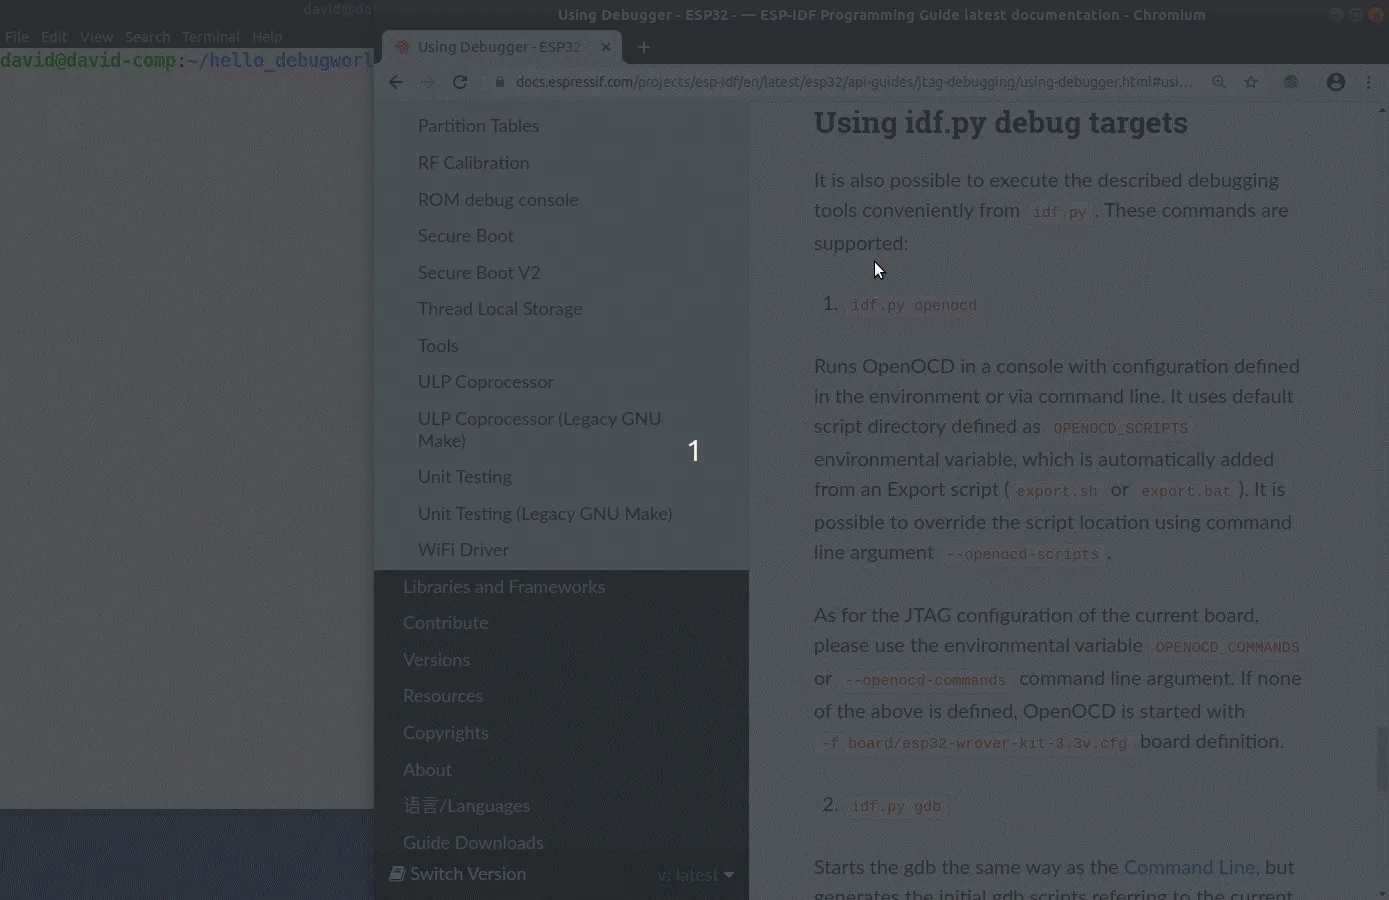 david@da
File Edit View Search Terminal Help
david@david-comp:~/hello_debugworl
Using Debugger - ESP32 - — ESP-IDF Programming Guide latest documentation - Chromium
Using Debugger - ESP32 -
docs.espressif.com/projects/esp-idf/en/latest/esp32/api-guides/jtag-debugging/using-debugger.html#usi...
Partition Tables
RF Calibration
ROM debug console
Secure Boot
Secure Boot V2
Thread Local Storage
Tools
ULP Coprocessor
ULP Coprocessor (Legacy GNU
Make)
Unit Testing
Unit Testing (Legacy GNU Make)
WiFi Driver
Libraries and Frameworks
Contribute
Versions
Resources
Copyrights
About
语言/Languages
Guide Downloads
Switch Version
v: latest
1
Using idf.py debug targets
It is also possible to execute the described debugging
tools conveniently from idf.py . These commands are
supported:
1. idf.py openocd
Runs OpenOCD in a console with configuration defined
in the environment or via command line. It uses default
script directory defined as OPENOCD_SCRIPTS
environmental variable, which is automatically added
from an Export script ( export.sh or export.bat ). It is
possible to override the script location using command
line argument --openocd-scripts .
As for the JTAG configuration of the current board,
please use the environmental variable OPENOCD_COMMANDS
or --openocd-commands command line argument. If none
of the above is defined, OpenOCD is started with
-f board/esp32-wrover-kit-3.3v.cfg board definition.
2. idf.py gdb
Starts the gdb the same way as the Command Line, but
generates the initial gdb scripts referring to the current